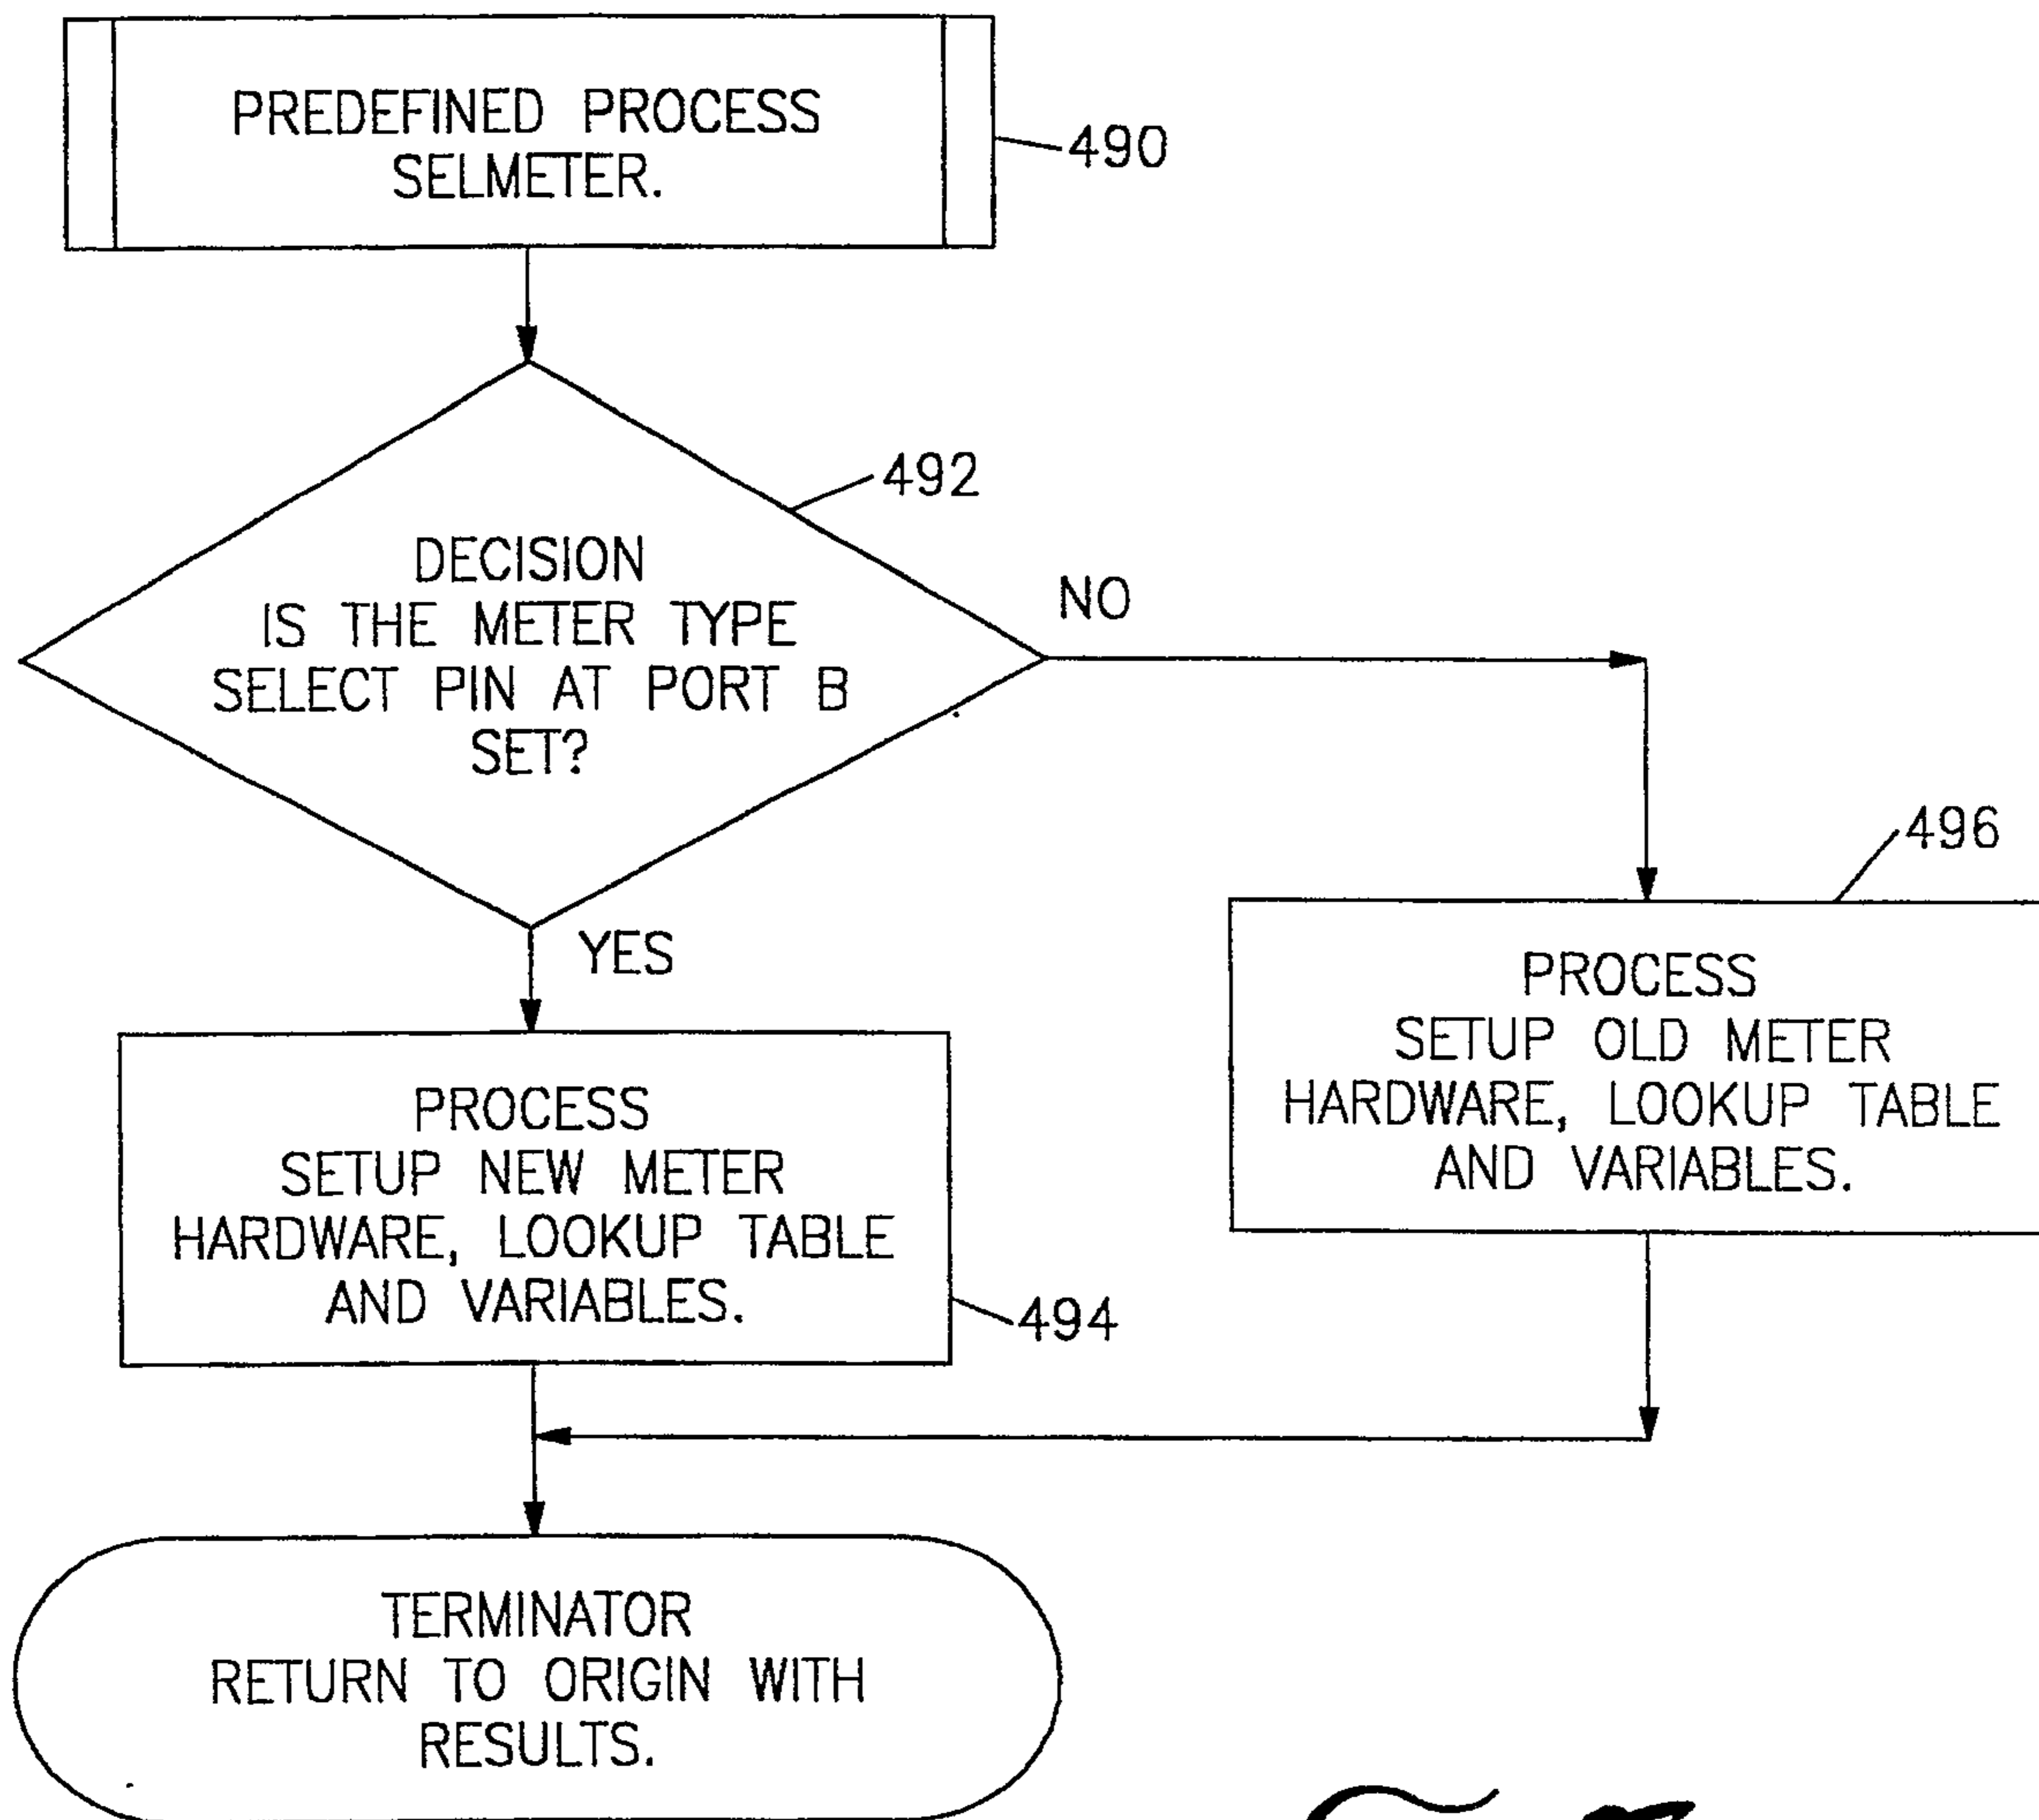 PREDEFINED PROCESS
SELMETER.
490
492
DECISION
IS THE METER TYPE
SELECT PIN AT PORT B
SET?
NO
YES
496
PROCESS
SETUP OLD METER
HARDWARE, LOOKUP TABLE
AND VARIABLES.
PROCESS
SETUP NEW METER
HARDWARE, LOOKUP TABLE
AND VARIABLES.
494
TERMINATOR
RETURN TO ORIGIN WITH
RESULTS.